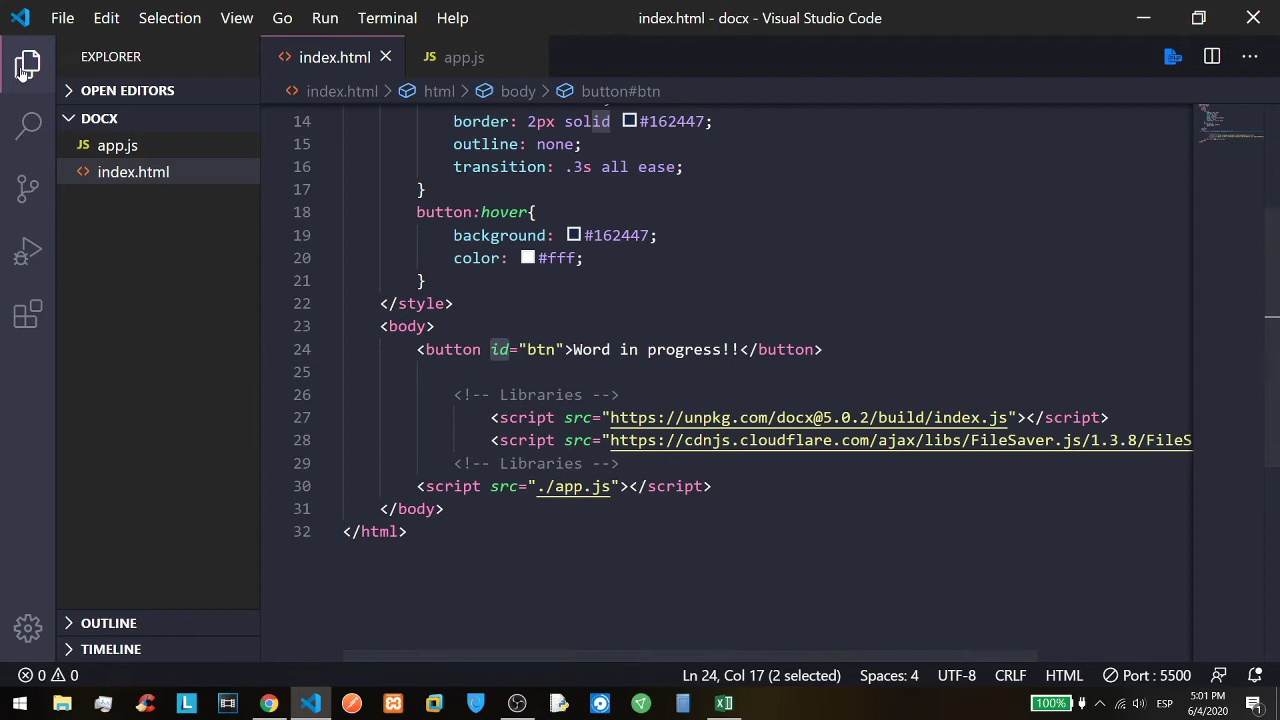 File Edit Selection View Go Run Terminal Help
index.html - docx - Visual Studio Code
EXPLORER
OPEN EDITORS
DOCX
JS app.js
<> index.html
OUTLINE
TIMELINE
<> index.html
JS app.js
<> index.html > html > body > button#btn
14 border: 2px solid #162447;
15 outline: none;
16 transition: .3s all ease;
17 }
18 button:hover{
19 background: #162447;
20 color: #fff;
21 }
22 </style>
23 <body>
24 <button id="btn">Word in progress!!</button>
25
26 <!-- Libraries -->
27 <script src="https://unpkg.com/docx@5.0.2/build/index.js"></script>
28 <script src="https://cdnjs.cloudflare.com/ajax/libs/FileSaver.js/1.3.8/FileS
29 <!-- Libraries -->
30 <script src="./app.js"></script>
31 </body>
32 </html>
0 0
Ln 24, Col 17 (2 selected) Spaces: 4 UTF-8 CRLF HTML Port : 5500
100% ESP 5:01 PM
6/4/2020